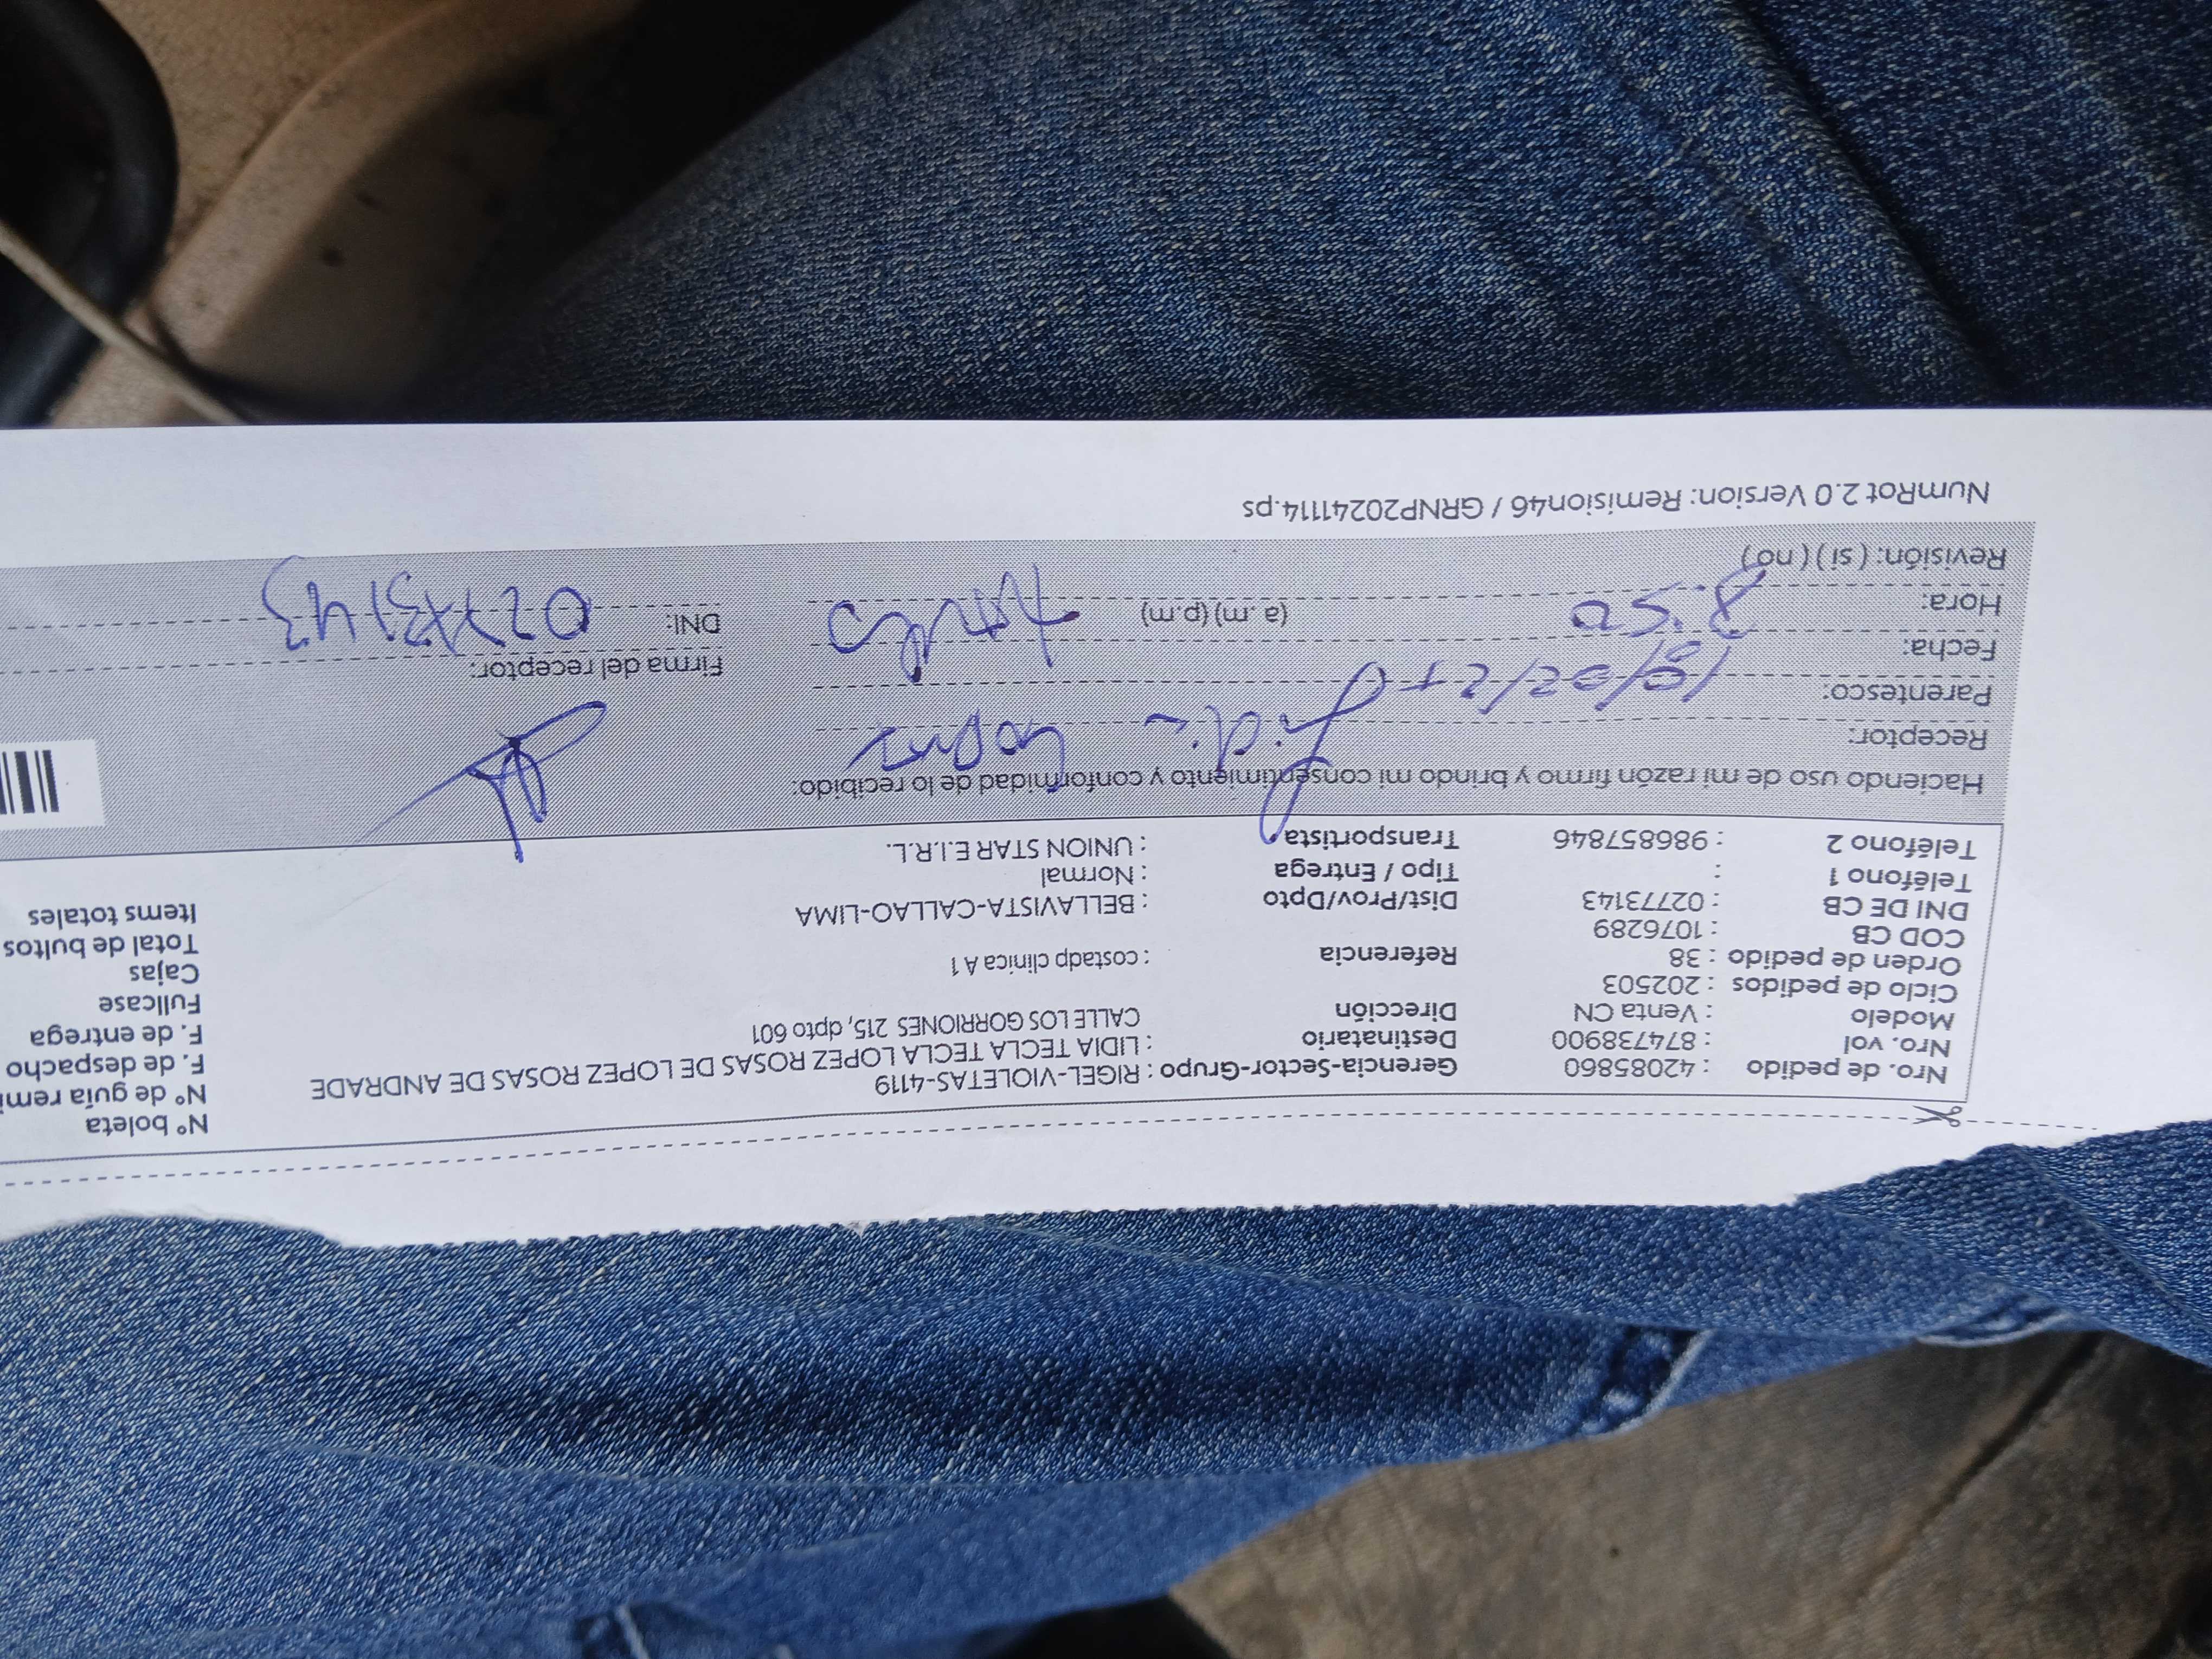 Nº boleta
Nro. de pedido : 42085860 Gerencia-Sector-Grupo : RIGEL-VIOLETAS-4119 Nº de guía remi
Nro. vol : 874738900 Destinatario : LIDIA TECLA TECLA LOPEZ ROSAS DE LOPEZ ROSAS DE ANDRADE F. de despacho
Modelo : Venta CN Dirección CALLE LOS GORRIONES 215, dpto 601 F. de entrega
Ciclo de pedidos : 202503 Fullcase
Orden de pedido : 38 Referencia : costadp clinica A 1 Cajas
COD CB : 1076289 Total de bultos
DNI DE CB : 02773143 Dist/Prov/Dpto : BELLAVISTA-CALLAO-LIMA Items totales
Teléfono 1 : Tipo / Entrega : Normal
Teléfono 2 : 986857846 Transportista : UNION STAR E.I.R.L.
Haciendo uso de mi razón firmo y brindo mi consentimiento y conformidad de lo recibido:
Receptor: Lidia Lopez
Parentesco: Firma del receptor:
Fecha:
Hora: 8:50 (a.m) (p.m) DNI: 02773143
Revisión: ( si ) ( no )
NumRot 2.0 Version: Remision46 / GRNP20241114.ps